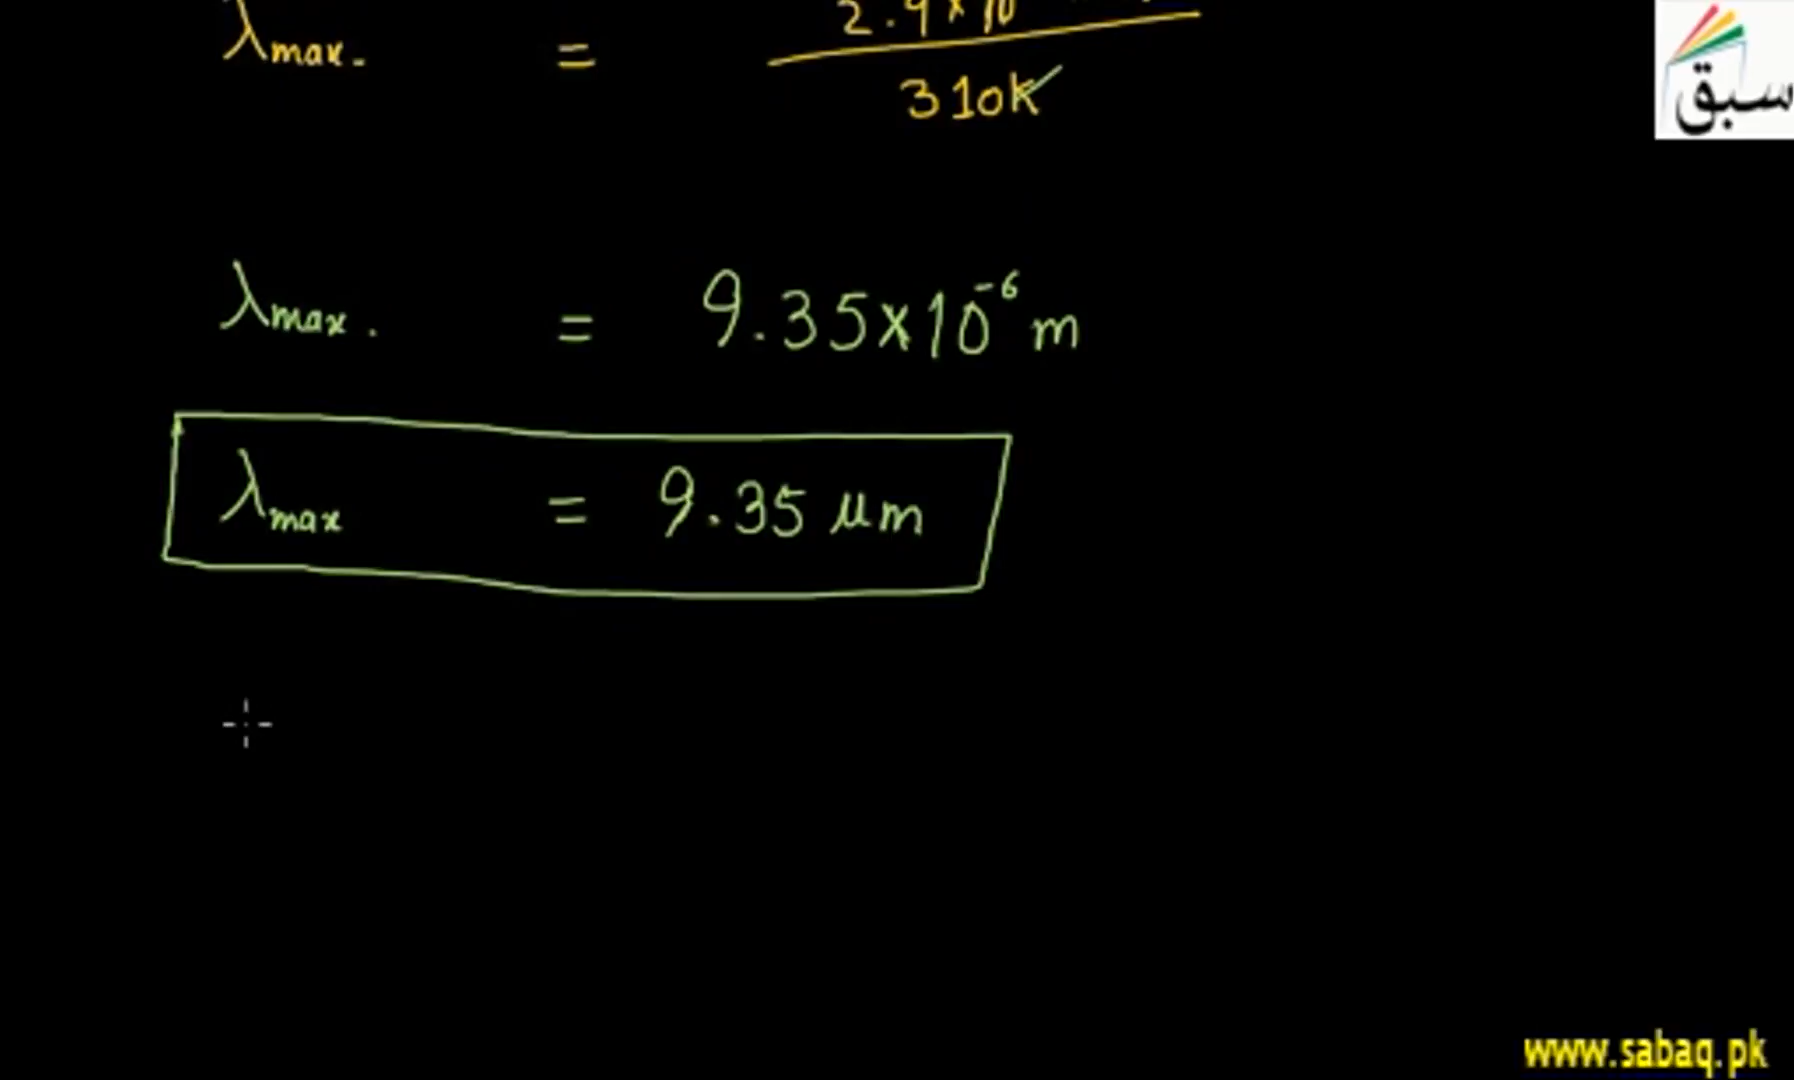 λmax. = 2.9×10
310K
سبق
λmax. = 9.35×10⁻⁶ m
λmax = 9.35 μm
www.sabaq.pk